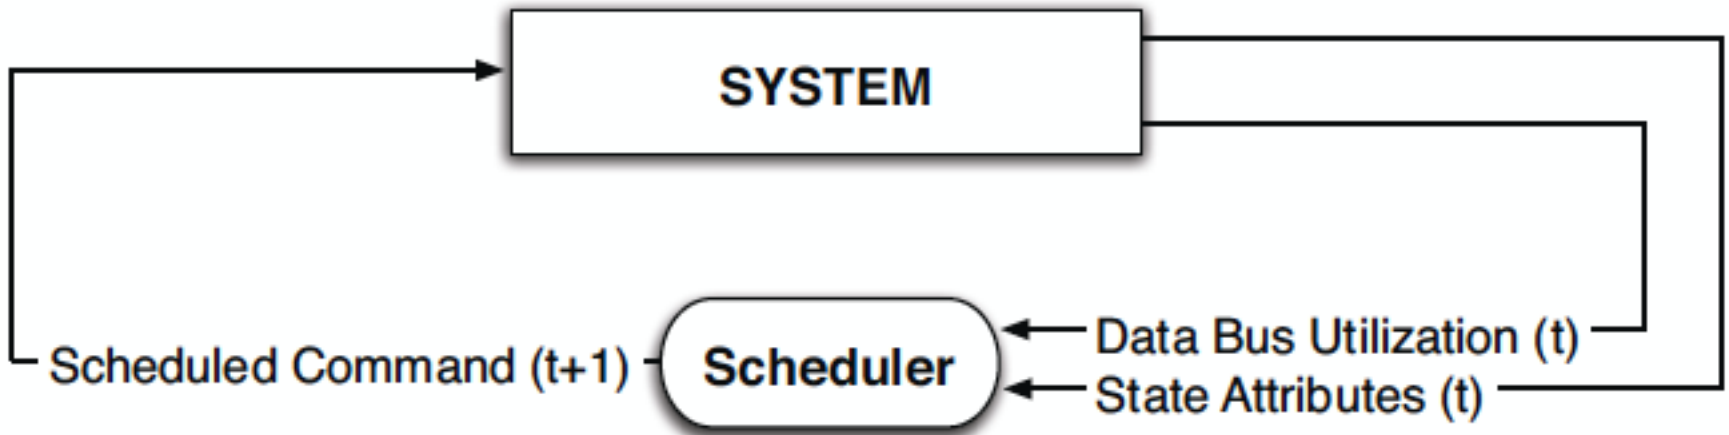 SYSTEM
Data Bus Utilization (t)
Scheduled Command (t+1)
Scheduler
State Attributes (t)